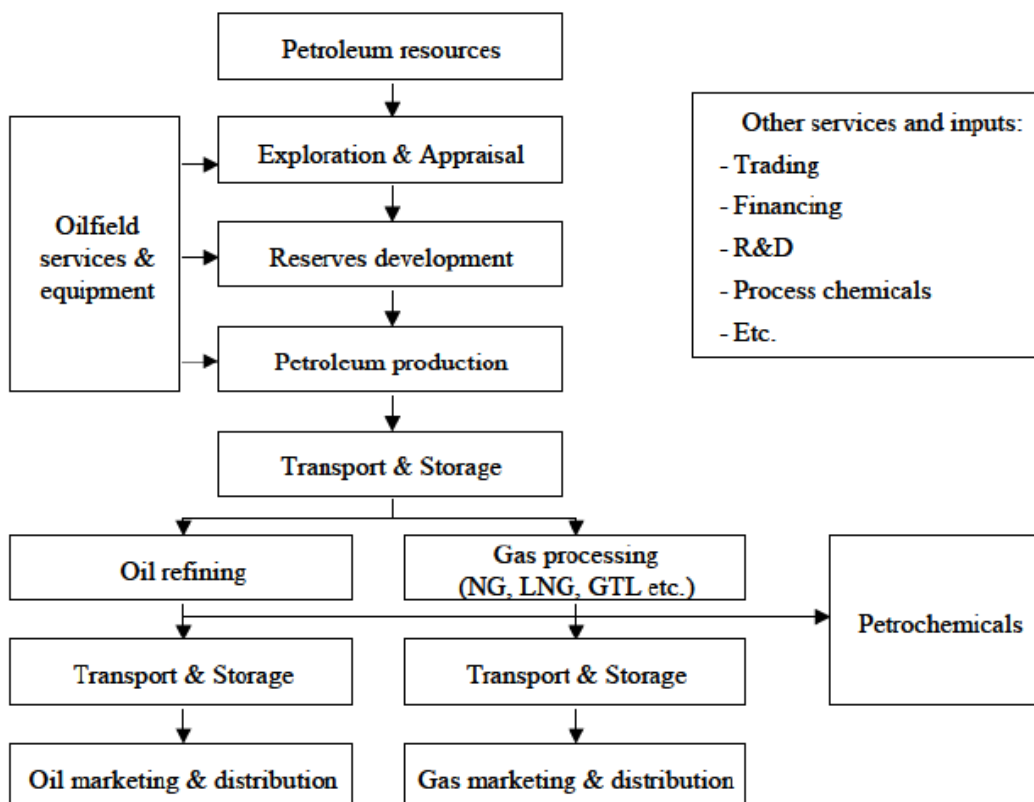 Petroleum resources
Exploration & Appraisal
Oilfield
services &
equipment
Reserves development
Petroleum production
Other services and inputs:
- Trading
- Financing
- R&D
- Process chemicals
- Etc.
Transport & Storage
Oil refining
Gas processing
(NG, LNG, GTL etc.)
Petrochemicals
Transport & Storage
Transport & Storage
Oil marketing & distribution
Gas marketing & distribution